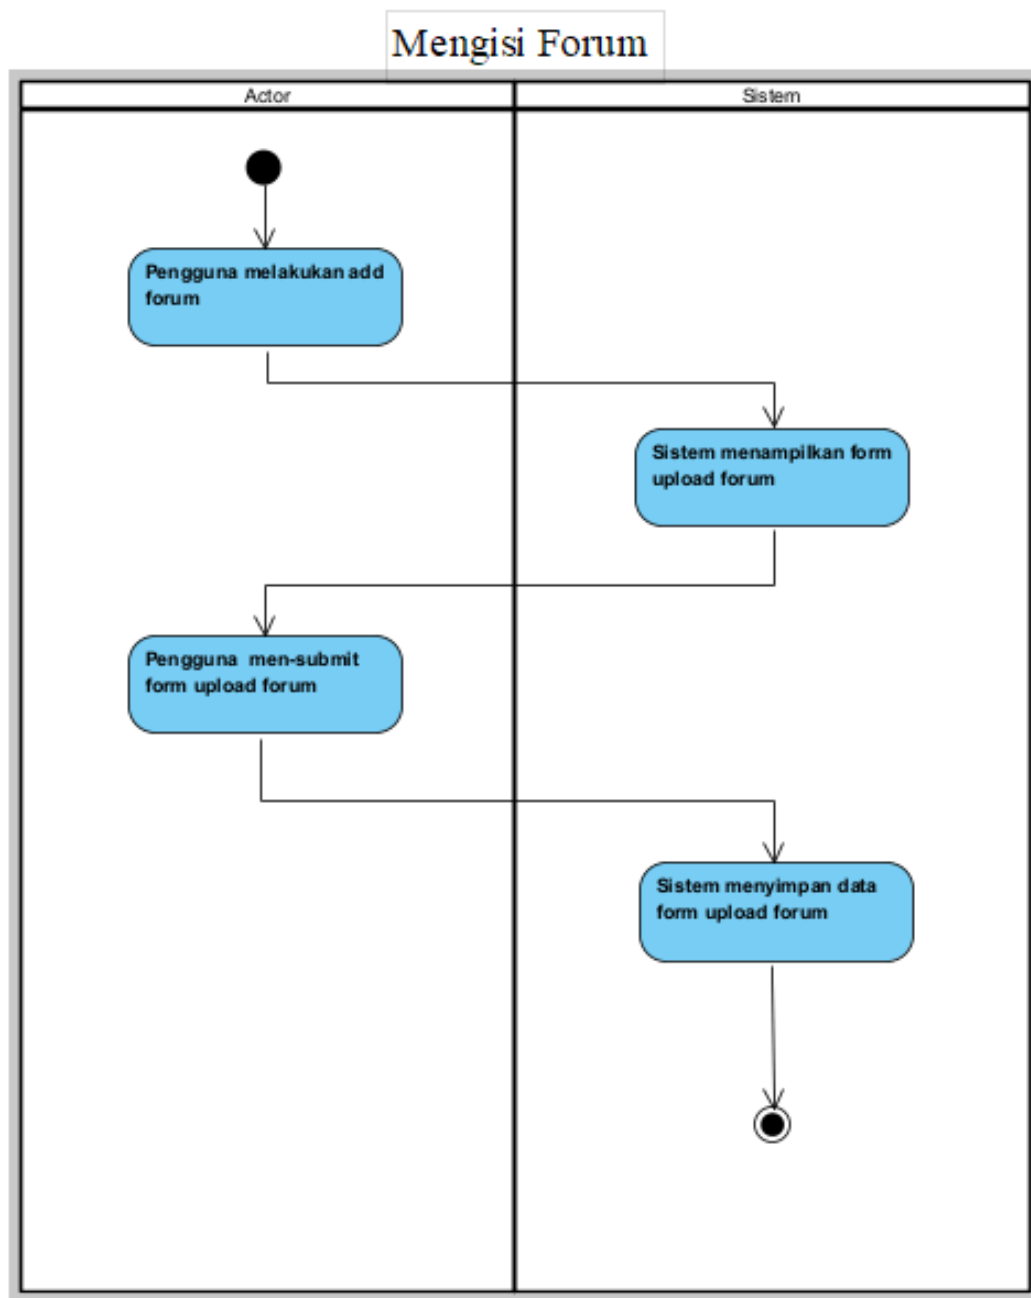 Mengisi Forum
Actor
Sistem
Pengguna melakukan add
forum
Sistem menampilkan form
upload forum
Pengguna  men-submit
form upload forum
Sistem menyimpan data
form upload forum